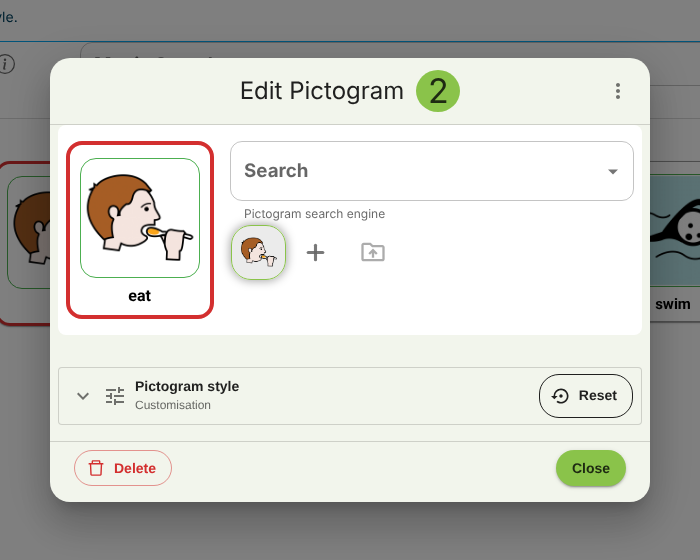 yle.
Edit Pictogram 2
Search
Pictogram search engine
eat
swim
Pictogram style
Customisation
Reset
Delete
Close